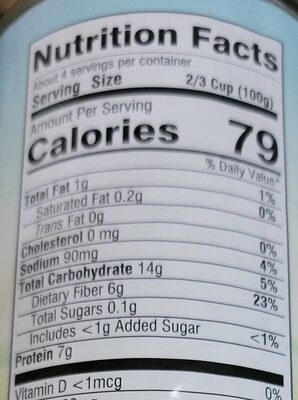 Nutrition Facts
About 4 servings per container
Serving Size 2/3 Cup (100g)
Amount Per Serving
Calories 79
% Daily Value*
Total Fat 1g 1%
Saturated Fat 0.2g 0%
Trans Fat 0g
Cholesterol 0 mg 0%
Sodium 90mg 4%
Total Carbohydrate 14g 5%
Dietary Fiber 6g 23%
Total Sugars 0.1g
Includes <1g Added Sugar <1%
Protein 7g
Vitamin D <1mcg 0%